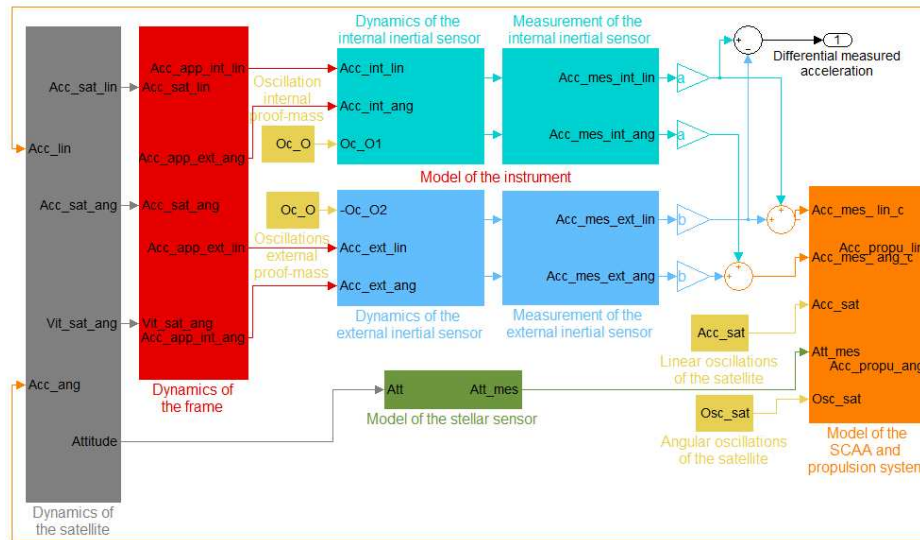 Dynamics of the
internal inertial sensor
Measurement of the
internal inertial sensor
1
Differential measured
acceleration
Acc_sat_lin
Acc_lin
Acc_sat_ang
Vit_sat_ang
Acc_ang
Attitude
Dynamics of
the satellite
Acc_app_int_lin
Acc_sat_lin
Acc_app_ext_ang
Acc_sat_ang
Acc_app_ext_lin
Vit_sat_ang
Acc_app_int_ang
Dynamics of
the frame
Oscillation
internal
proof-mass
Oc_O
Acc_int_lin
Acc_int_ang
Oc_O1
Acc_mes_int_lin
Acc_mes_int_ang
a
a
Model of the instrument
Oc_O
Oscillations
external
proof-mass
-Oc_O2
Acc_ext_lin
Acc_ext_ang
Acc_mes_ext_lin
Acc_mes_ext_ang
b
b
Dynamics of the
external inertial sensor
Measurement of the
external inertial sensor
Att
Att_mes
Model of the stellar sensor
Acc_sat
Linear oscillations
of the satellite
Osc_sat
Angular oscillations
of the satellite
Acc_mes_ lin_c
Acc_propu_lin
Acc_mes_ ang_c
Acc_sat
Att_mes
Acc_propu_ang
Osc_sat
Model of the
SCAA and
propulsion system